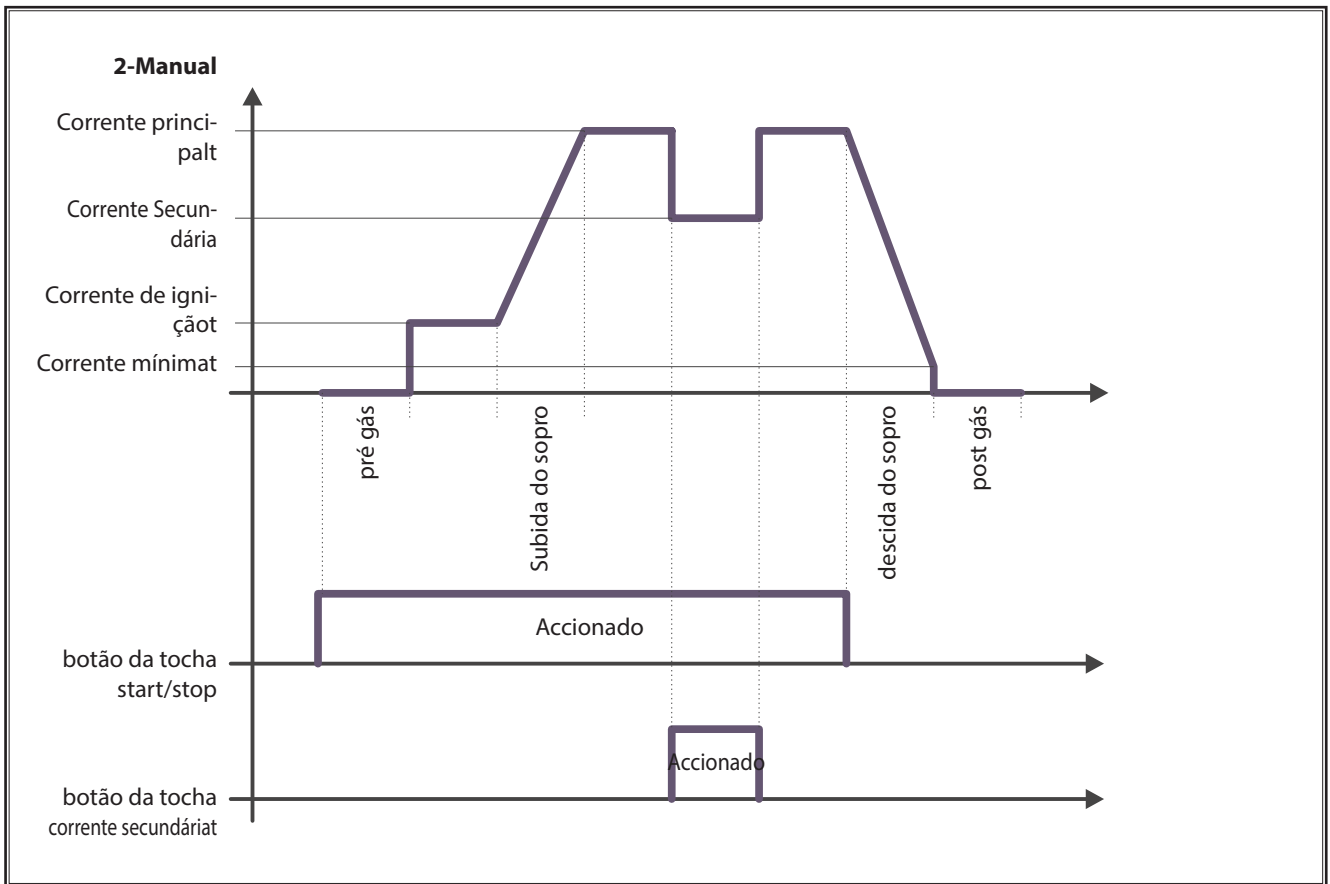 2-Manual
Corrente princi-
palt
Corrente Secun-
dária
Corrente de igni-
çãot
Corrente mínimat
pré gás
Subida do sopro
descida do sopro
post gás
Accionado
botão da tocha
start/stop
Accionado
botão da tocha
corrente secundáriat